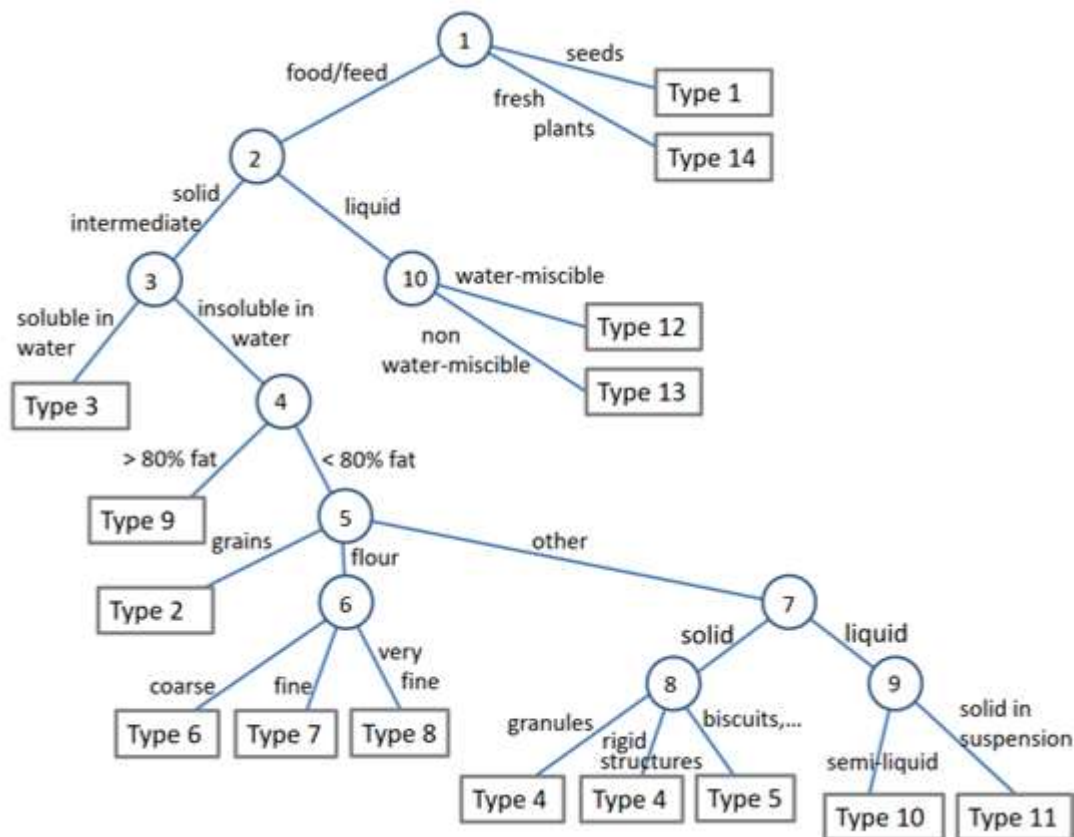 1
seeds
food/feed
Type 1
fresh
plants
2
Type 14
solid
intermediate
liquid
3
10
water-miscible
soluble in
water
insoluble in
water
Type 12
non
water-miscible
Type 3
4
Type 13
> 80% fat
< 80% fat
Type 9
5
grains
flour
other
Type 2
6
7
solid
liquid
very
fine
coarse
fine
8
9
granules
biscuits,...
solid in
suspension
Type 6
Type 7
Type 8
rigid
structures
semi-liquid
Type 4
Type 4
Type 5
Type 10
Type 11